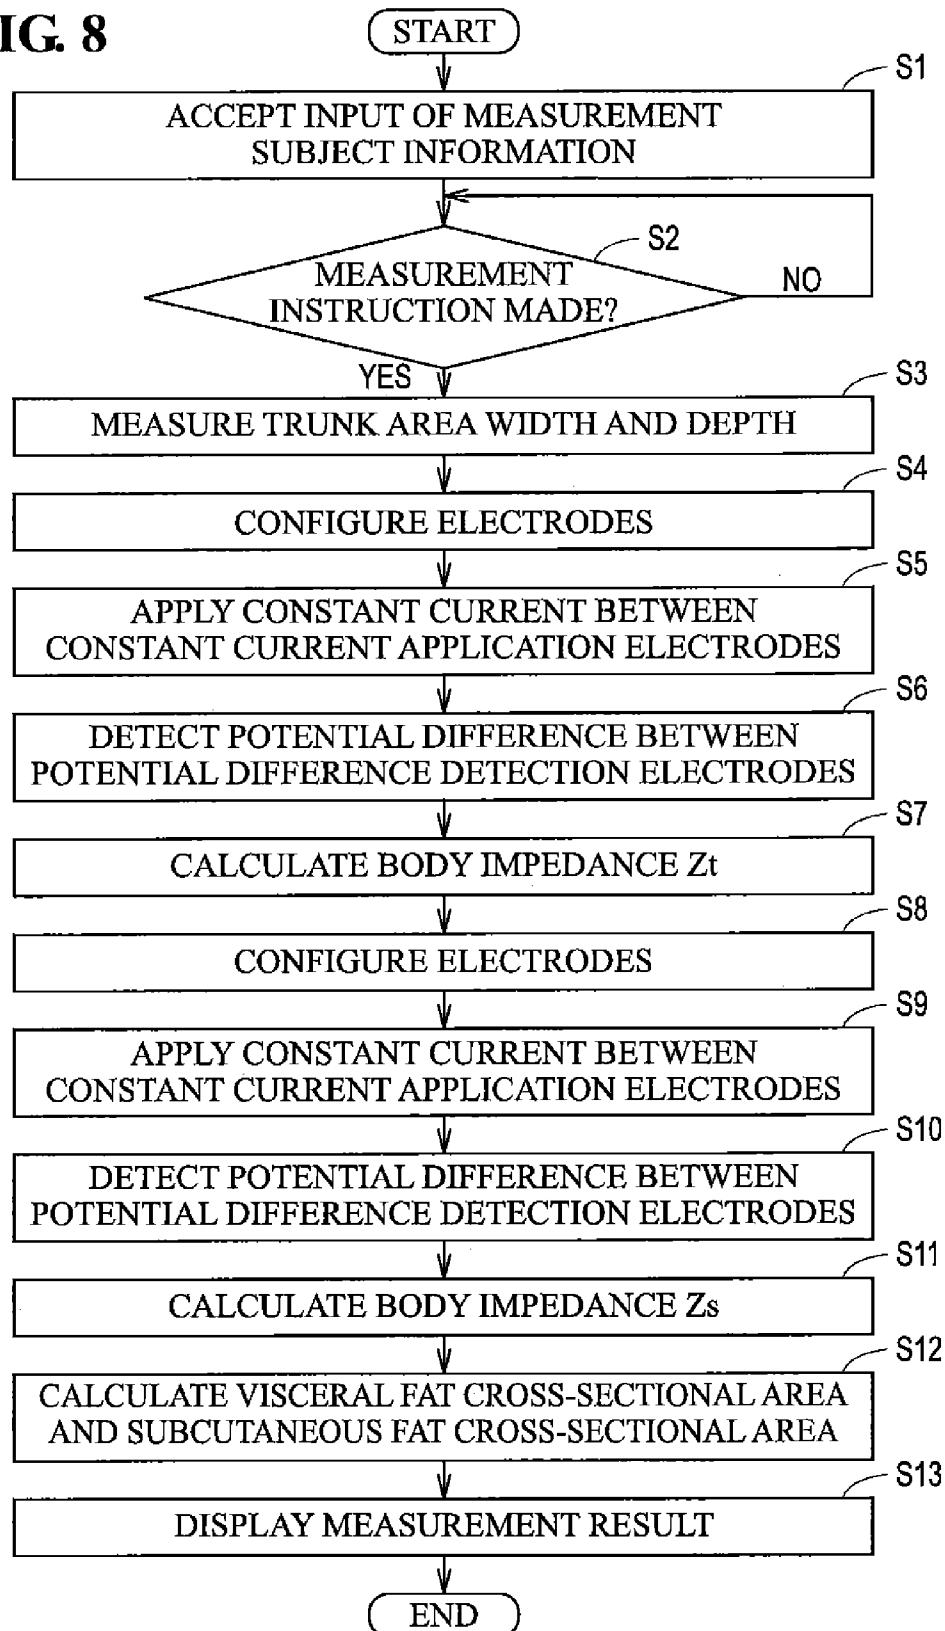 IG. 8
START
S1
ACCEPT INPUT OF MEASUREMENT
SUBJECT INFORMATION
S2
MEASUREMENT
INSTRUCTION MADE?
NO
YES
S3
MEASURE TRUNK AREA WIDTH AND DEPTH
S4
CONFIGURE ELECTRODES
S5
APPLY CONSTANT CURRENT BETWEEN
CONSTANT CURRENT APPLICATION ELECTRODES
S6
DETECT POTENTIAL DIFFERENCE BETWEEN
POTENTIAL DIFFERENCE DETECTION ELECTRODES
S7
CALCULATE BODY IMPEDANCE Zt
S8
CONFIGURE ELECTRODES
S9
APPLY CONSTANT CURRENT BETWEEN
CONSTANT CURRENT APPLICATION ELECTRODES
S10
DETECT POTENTIAL DIFFERENCE BETWEEN
POTENTIAL DIFFERENCE DETECTION ELECTRODES
S11
CALCULATE BODY IMPEDANCE Zs
S12
CALCULATE VISCERAL FAT CROSS-SECTIONAL AREA
AND SUBCUTANEOUS FAT CROSS-SECTIONAL AREA
S13
DISPLAY MEASUREMENT RESULT
END